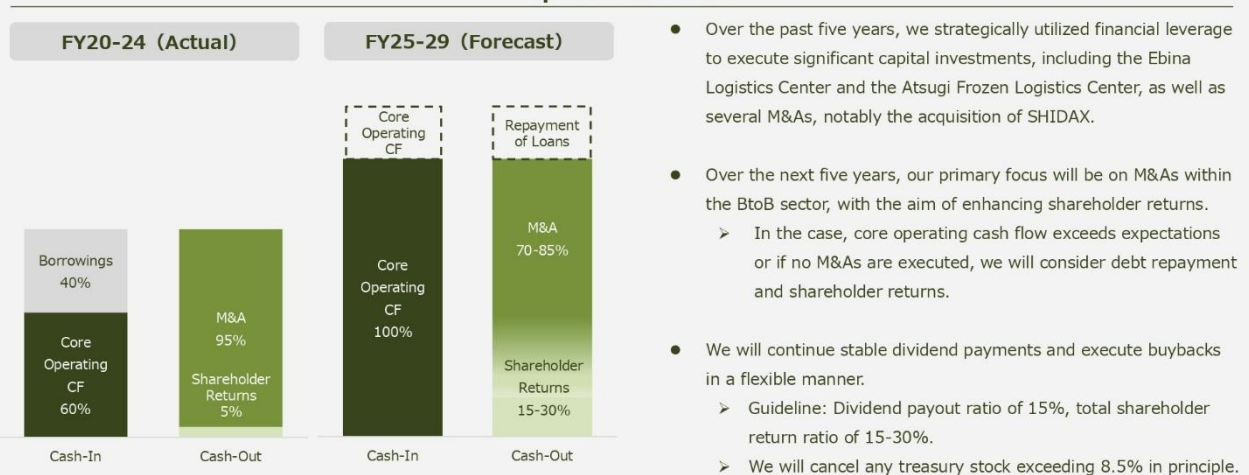 FY20-24 (Actual)
FY25-29 (Forecast)
Borrowings
40%
Core
Operating
CF
60%
Cash-In
M&A
95%
Shareholder
Returns
5%
Cash-Out
Core
Operating
CF
Core
Operating
CF
100%
Cash-In
Repayment
of Loans
M&A
70-85%
Shareholder
Returns
15-30%
Cash-Out
● Over the past five years, we strategically utilized financial leverage
to execute significant capital investments, including the Ebina
Logistics Center and the Atsugi Frozen Logistics Center, as well as
several M&As, notably the acquisition of SHIDAX.
● Over the next five years, our primary focus will be on M&As within
the BtoB sector, with the aim of enhancing shareholder returns.
➢ In the case, core operating cash flow exceeds expectations
or if no M&As are executed, we will consider debt repayment
and shareholder returns.
● We will continue stable dividend payments and execute buybacks
in a flexible manner.
➢ Guideline: Dividend payout ratio of 15%, total shareholder
return ratio of 15-30%.
➢ We will cancel any treasury stock exceeding 8.5% in principle.